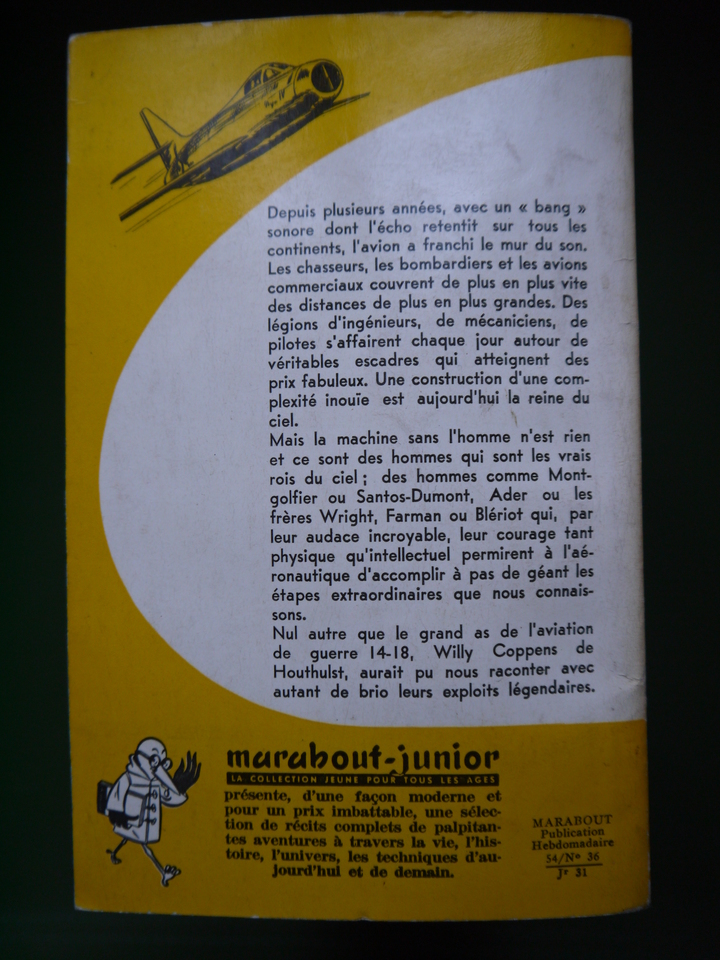 Depuis plusieurs années, avec un « bang »
sonore dont l'écho retentit sur tous les
continents, l'avion a franchi le mur du son.
Les chasseurs, les bombardiers et les avions
commerciaux couvrent de plus en plus vite
des distances de plus en plus grandes. Des
légions d'ingénieurs, de mécaniciens, de
pilotes s'affairent chaque jour autour de
véritables escadres qui atteignent des
prix fabuleux. Une construction d'une com-
plexité inouïe est aujourd'hui la reine du
ciel.
Mais la machine sans l'homme n'est rien
et ce sont des hommes qui sont les vrais
rois du ciel ; des hommes comme Mont-
golfier ou Santos-Dumont, Ader ou les
frères Wright, Farman ou Blériot qui, par
leur audace incroyable, leur courage tant
physique qu'intellectuel permirent à l'aé-
ronautique d'accomplir à pas de géant les
étapes extraordinaires que nous connais-
sons.
Nul autre que le grand as de l'aviation
de guerre 14-18, Willy Coppens de
Houthulst, aurait pu nous raconter avec
autant de brio leurs exploits légendaires.
marabout-junior
LA COLLECTION JEUNE POUR TOUS LES AGES
présente, d'une façon moderne et
pour un prix imbattable, une sélec-
tion de récits complets de palpitan-
tes aventures à travers la vie, l'his-
toire, l'univers, les techniques d'au-
jourd'hui et de demain.
MARABOUT
Publication
Hebdomadaire
54/Nº 36
Jr 31